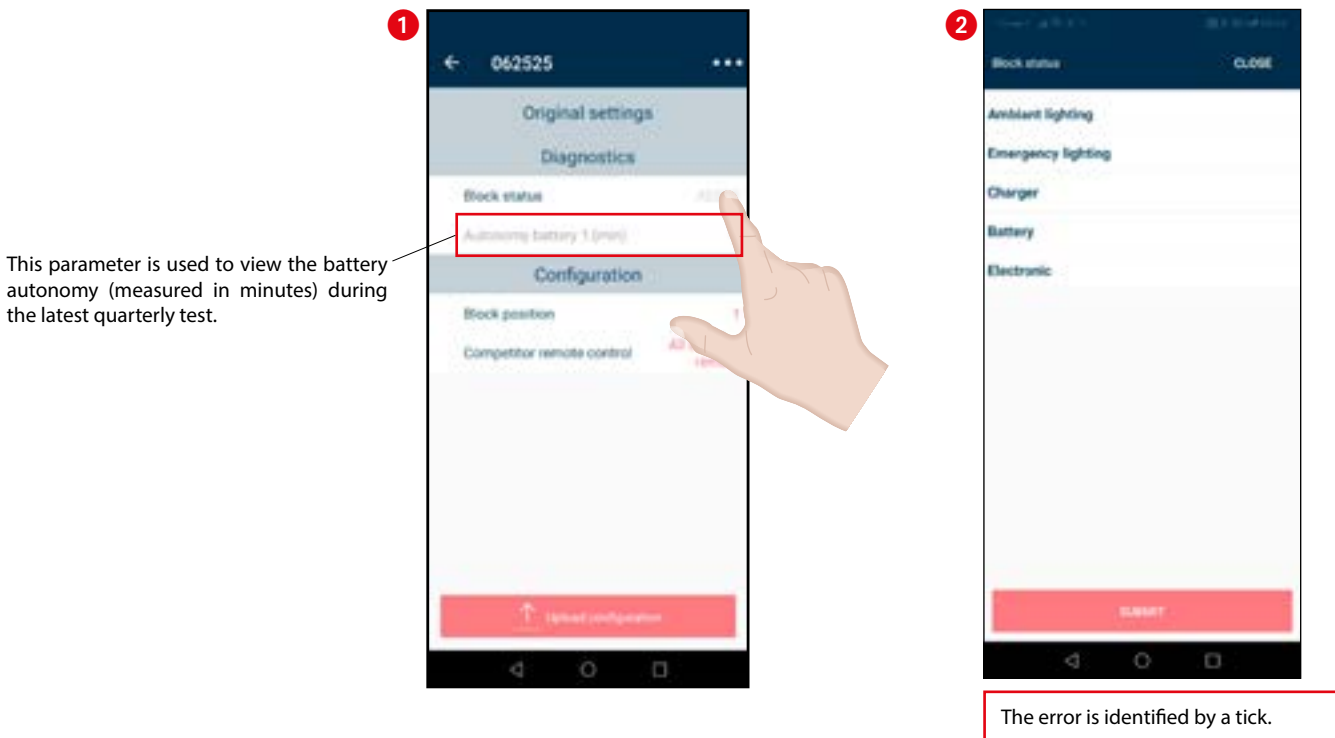 1
062525
Original settings
Diagnostics
Block status
Autonomy battery 1 (min)
Configuration
Block position
1
Competitor remote control
All
Upload configuration
This parameter is used to view the battery
autonomy (measured in minutes) during
the latest quarterly test.
2
Block status
CLOSE
Ambiant lighting
Emergency lighting
Charger
Battery
Electronic
SUBMIT
The error is identified by a tick.